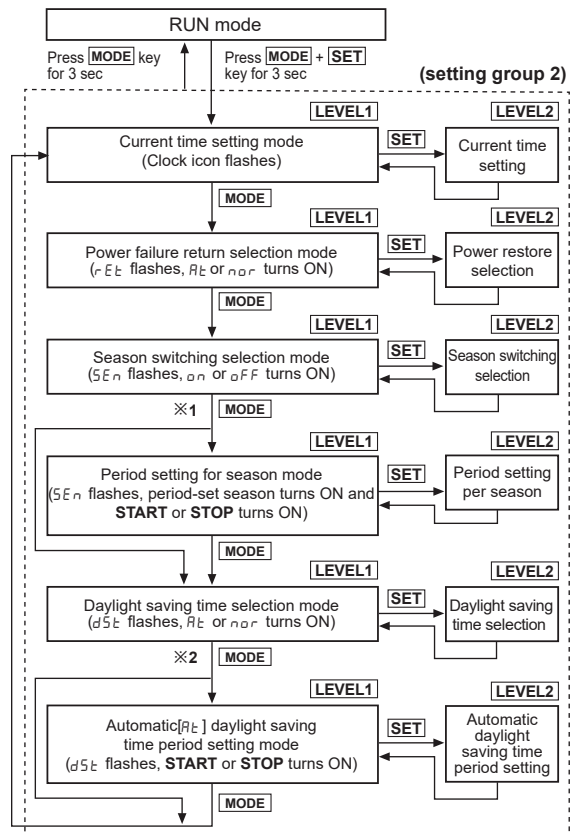 RUN mode
Press MODE key
for 3 sec
Press MODE + SET
key for 3 sec
(setting group 2)
LEVEL1
LEVEL2
Current time setting mode
(Clock icon flashes)
SET
Current time
setting
MODE
LEVEL1
LEVEL2
Power failure return selection mode
(rEt flashes, At or nor turns ON)
SET
Power restore
selection
MODE
LEVEL1
LEVEL2
Season switching selection mode
(SEn flashes, on or oFF turns ON)
SET
Season switching
selection
※1
MODE
LEVEL1
LEVEL2
Period setting for season mode
(SEn flashes, period-set season turns ON and
START or STOP turns ON)
SET
Period setting
per season
MODE
LEVEL1
LEVEL2
Daylight saving time selection mode
(dSt flashes, At or nor turns ON)
SET
Daylight saving
time selection
※2
MODE
LEVEL1
LEVEL2
Automatic[At] daylight saving
time period setting mode
(dSt flashes, START or STOP turns ON)
SET
Automatic
daylight
saving time
period setting
MODE